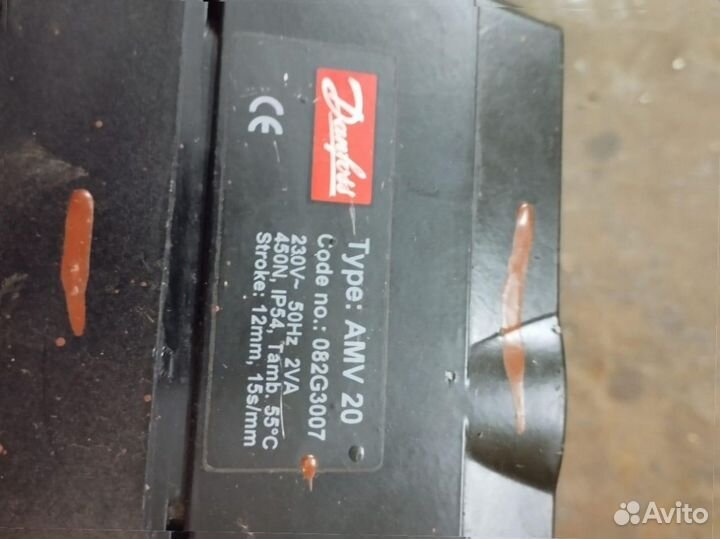 Danfoss
CE
Type: AMV 20
Code no.: 082G3007
230V~ 50Hz 2VA
450N, IP54, Tamb. 55°C
Stroke: 12mm, 15s/mm
Avito